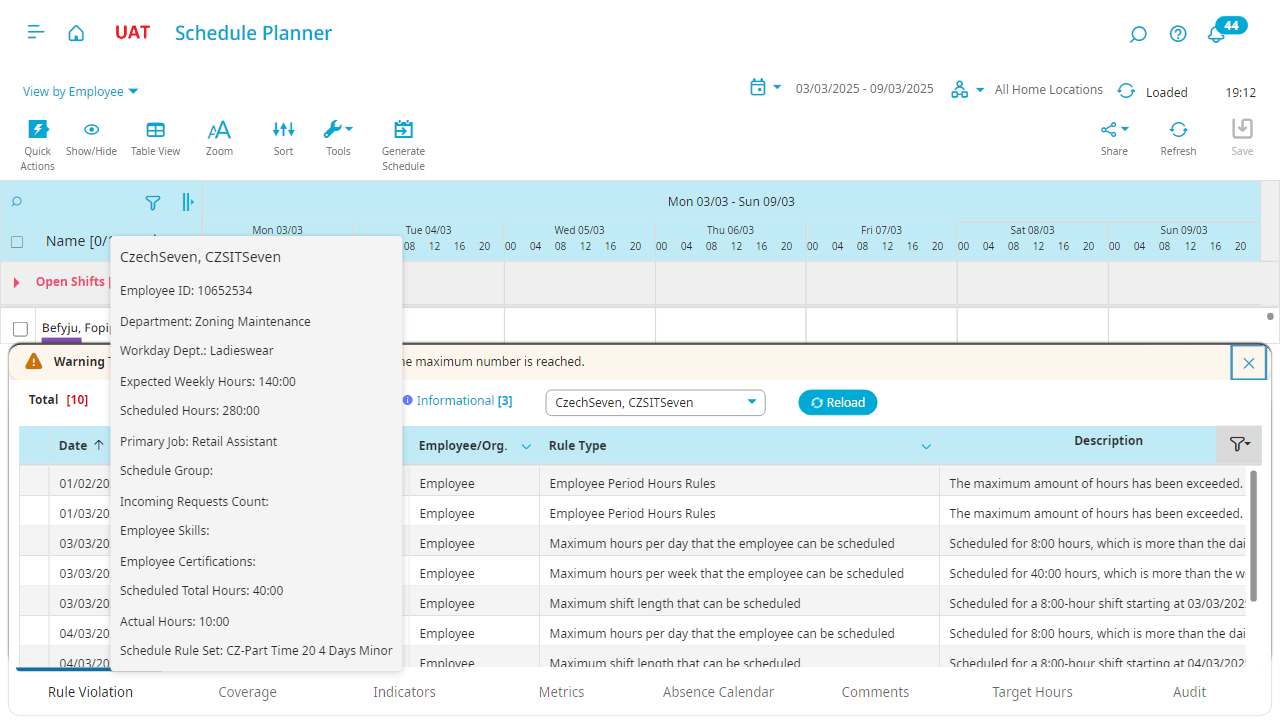 UAT
Schedule Planner
44
View by Employee
03/03/2025 - 09/03/2025
All Home Locations
Loaded
19:12
Quick Actions
Show/Hide
Table View
Zoom
Sort
Tools
Generate Schedule
Share
Refresh
Save
Mon 03/03 - Sun 09/03
Name [0/
Mon 03/03
Tue 04/03
Wed 05/03
Thu 06/03
Fri 07/03
Sat 08/03
Sun 09/03
08 12 16 20 00 04 08 12 16 20 00 04 08 12 16 20 00 04 08 12 16 20 00 04 08 12 16 20 00 04 08 12 16 20
Open Shifts
Befyju,
CzechSeven, CZSITSeven
Employee ID: 10652534
Department: Zoning Maintenance
Workday Dept.: Ladieswear
Expected Weekly Hours: 140:00
Scheduled Hours: 280:00
Primary Job: Retail Assistant
Schedule Group:
Incoming Requests Count:
Employee Skills:
Employee Certifications:
Scheduled Total Hours: 40:00
Actual Hours: 10:00
Schedule Rule Set: CZ-Part Time 20 4 Days Minor
Warning
e maximum number is reached.
Total [10]
Informational [3]
CzechSeven, CZSITSeven
Reload
Date
Employee/Org.
Rule Type
Description
01/02/20 Employee Employee Period Hours Rules The maximum amount of hours has been exceeded.
01/03/20 Employee Employee Period Hours Rules The maximum amount of hours has been exceeded.
03/03/20 Employee Maximum hours per day that the employee can be scheduled Scheduled for 8:00 hours, which is more than the dai
03/03/20 Employee Maximum hours per week that the employee can be scheduled Scheduled for 40:00 hours, which is more than the w
03/03/20 Employee Maximum shift length that can be scheduled Scheduled for a 8:00-hour shift starting at 03/03/202
04/03/20 Employee Maximum hours per day that the employee can be scheduled Scheduled for 8:00 hours, which is more than the dai
04/03/20 Employee Maximum shift length that can be scheduled Scheduled for a 8:00-hour shift starting at 04/03/202
Rule Violation
Coverage
Indicators
Metrics
Absence Calendar
Comments
Target Hours
Audit